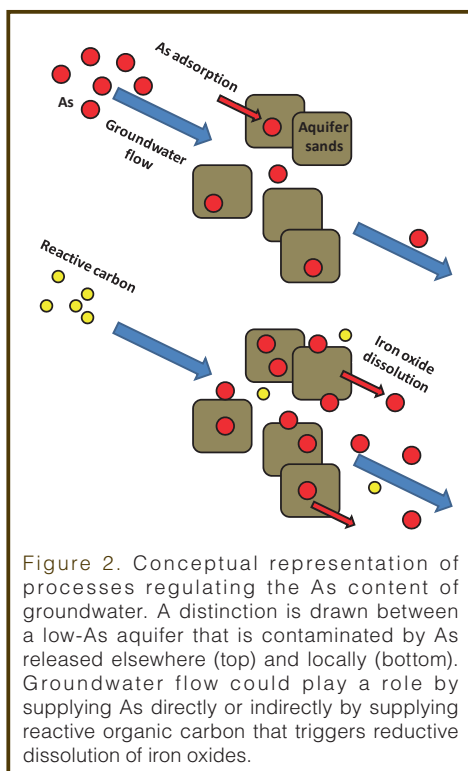 As adsorption
As
Aquifer
sands
Groundwater
flow
Reactive carbon
Iron oxide
dissolution
Figure 2. Conceptual representation of
processes regulating the As content of
groundwater. A distinction is drawn between
a low-As aquifer that is contaminated by As
released elsewhere (top) and locally (bottom).
Groundwater flow could play a role by
supplying As directly or indirectly by supplying
reactive organic carbon that triggers reductive
dissolution of iron oxides.